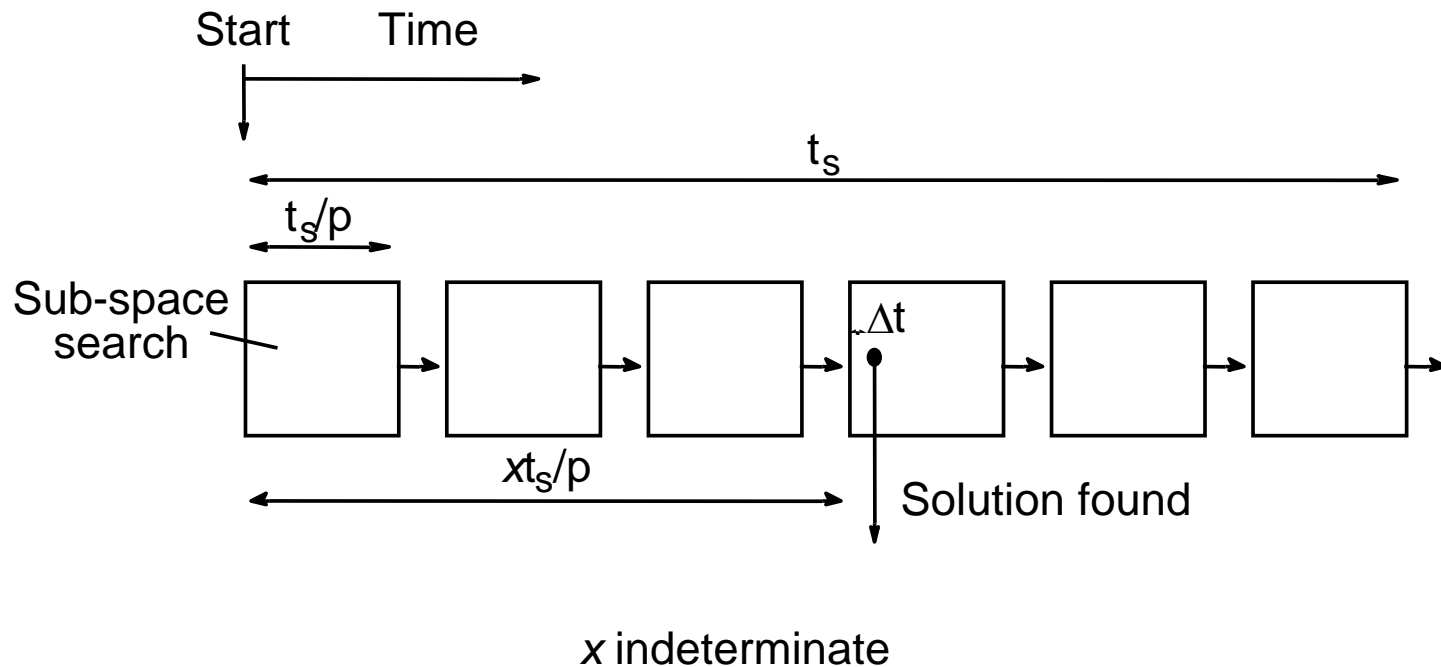 Start Time
tₛ
tₛ/p
Sub-space
search
Δt
xtₛ/p
Solution found
x indeterminate